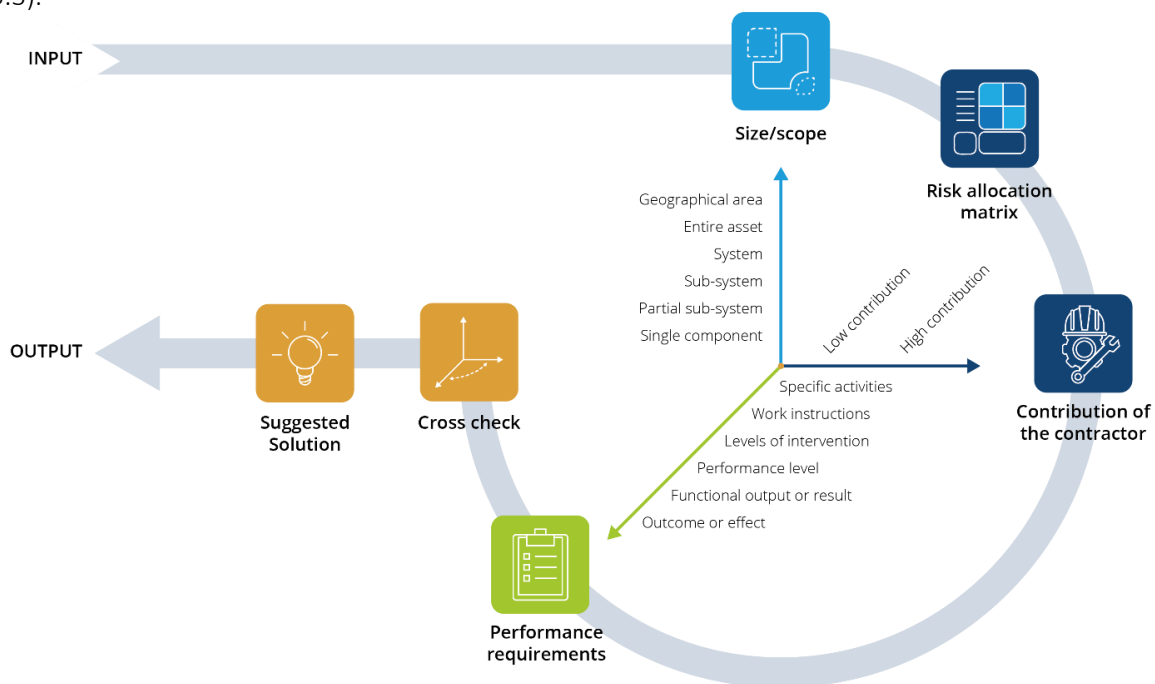 INPUT
Size/scope
Risk allocation
matrix
Geographical area
Entire asset
System
Sub-system
Partial sub-system
Single component
Low contribution
High contribution
Contribution of
the contractor
Specific activities
Work instructions
Levels of intervention
Performance level
Functional output or result
Outcome or effect
Performance
requirements
Cross check
Suggested
Solution
OUTPUT